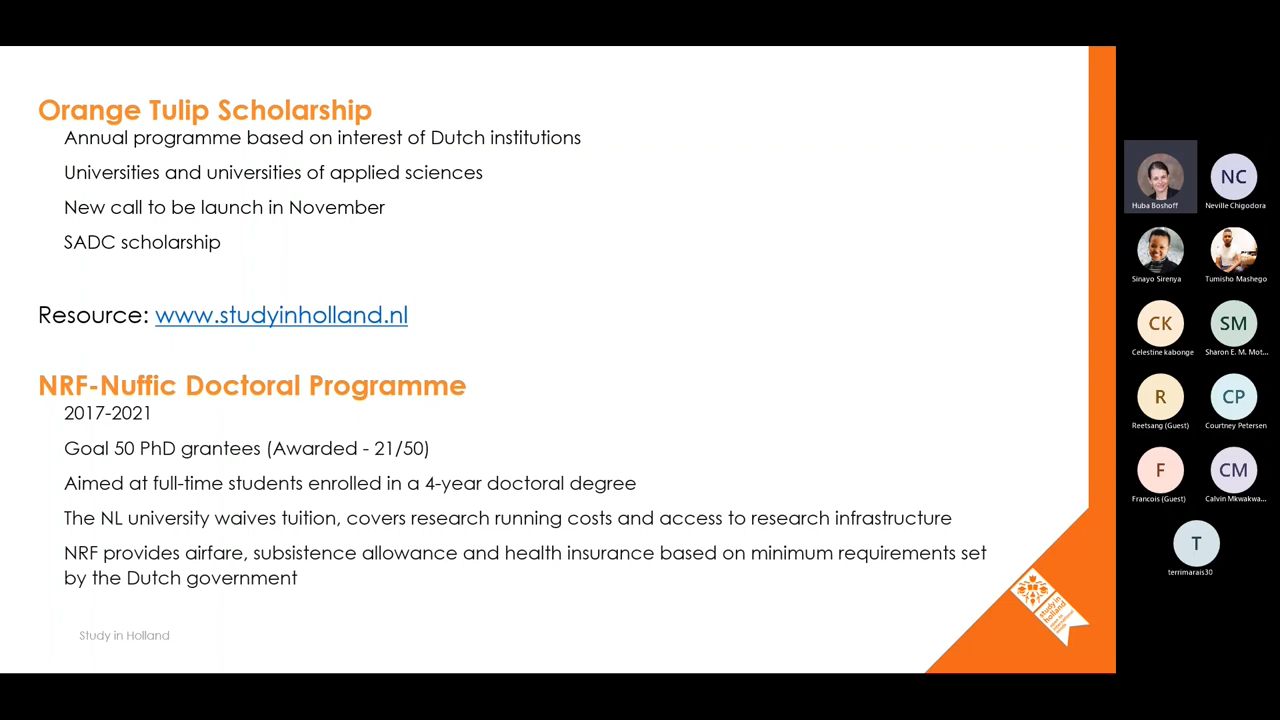 Orange Tulip Scholarship
Annual programme based on interest of Dutch institutions
Universities and universities of applied sciences
New call to be launch in November
SADC scholarship
Resource: www.studyinholland.nl
NRF-Nuffic Doctoral Programme
2017-2021
Goal 50 PhD grantees (Awarded - 21/50)
Aimed at full-time students enrolled in a 4-year doctoral degree
The NL university waives tuition, covers research running costs and access to research infrastructure
NRF provides airfare, subsistence allowance and health insurance based on minimum requirements set
by the Dutch government
Study in Holland
study in
holland
Huba Boshoff
NC
Neville Chigodora
Sinayo Sirenya
Tumisho Mashego
CK
Celestine kabonge
SM
Sharon E. M. Mot...
R
Reetsang (Guest)
CP
Courtney Petersen
F
Francois (Guest)
CM
Calvin Mkwakwa...
T
terrimarais30